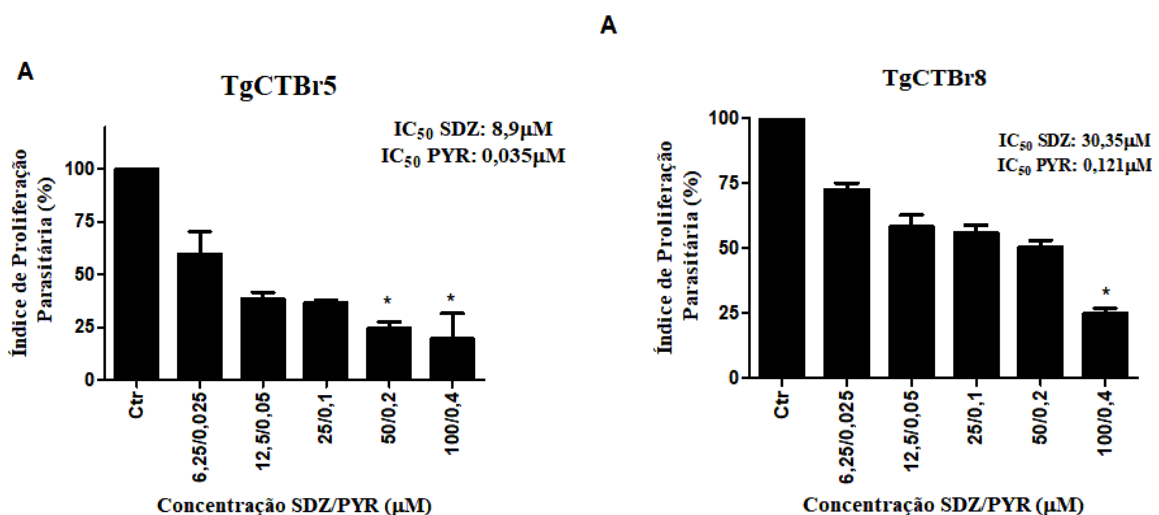 A
TgCTBr5
IC₅₀ SDZ: 8,9µM
IC₅₀ PYR: 0,035µM
Índice de Proliferação
Parasitária (%)
100
75
50
25
0
Ctr
6,25/0,025
12,5/0,05
25/0,1
50/0,2
100/0,4
*
*
Concentração SDZ/PYR (µM)
A
TgCTBr8
IC₅₀ SDZ: 30,35µM
IC₅₀ PYR: 0,121µM
Índice de Proliferação
Parasitária (%)
100
75
50
25
0
Ctr
6,25/0,025
12,5/0,05
25/0,1
50/0,2
100/0,4
*
Concentração SDZ/PYR (µM)